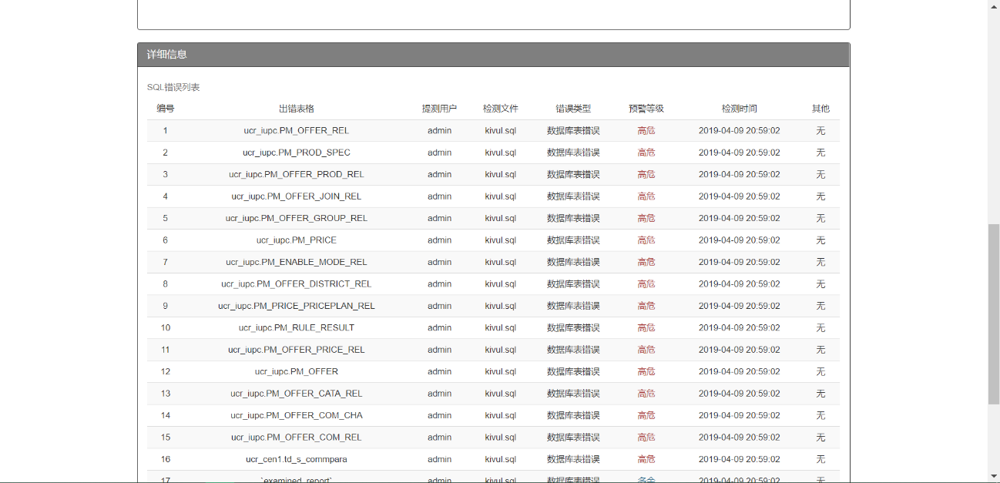 详细信息
SQL错误列表
编号 出错表格 提测用户 检测文件 错误类型 预警等级 检测时间 其他
1 ucr_iupc.PM_OFFER_REL admin kivul.sql 数据库表错误 高危 2019-04-09 20:59:02 无
2 ucr_iupc.PM_PROD_SPEC admin kivul.sql 数据库表错误 高危 2019-04-09 20:59:02 无
3 ucr_iupc.PM_OFFER_PROD_REL admin kivul.sql 数据库表错误 高危 2019-04-09 20:59:02 无
4 ucr_iupc.PM_OFFER_JOIN_REL admin kivul.sql 数据库表错误 高危 2019-04-09 20:59:02 无
5 ucr_iupc.PM_OFFER_GROUP_REL admin kivul.sql 数据库表错误 高危 2019-04-09 20:59:02 无
6 ucr_iupc.PM_PRICE admin kivul.sql 数据库表错误 高危 2019-04-09 20:59:02 无
7 ucr_iupc.PM_ENABLE_MODE_REL admin kivul.sql 数据库表错误 高危 2019-04-09 20:59:02 无
8 ucr_iupc.PM_OFFER_DISTRICT_REL admin kivul.sql 数据库表错误 高危 2019-04-09 20:59:02 无
9 ucr_iupc.PM_PRICE_PRICEPLAN_REL admin kivul.sql 数据库表错误 高危 2019-04-09 20:59:02 无
10 ucr_iupc.PM_RULE_RESULT admin kivul.sql 数据库表错误 高危 2019-04-09 20:59:02 无
11 ucr_iupc.PM_OFFER_PRICE_REL admin kivul.sql 数据库表错误 高危 2019-04-09 20:59:02 无
12 ucr_iupc.PM_OFFER admin kivul.sql 数据库表错误 高危 2019-04-09 20:59:02 无
13 ucr_iupc.PM_OFFER_CATA_REL admin kivul.sql 数据库表错误 高危 2019-04-09 20:59:02 无
14 ucr_iupc.PM_OFFER_COM_CHA admin kivul.sql 数据库表错误 高危 2019-04-09 20:59:02 无
15 ucr_iupc.PM_OFFER_COM_REL admin kivul.sql 数据库表错误 高危 2019-04-09 20:59:02 无
16 ucr_cen1.td_s_commpara admin kivul.sql 数据库表错误 高危 2019-04-09 20:59:02 无
17 `examined_report` admin kivul.sql 数据库表错误 2019-04-09 20:59:02 无